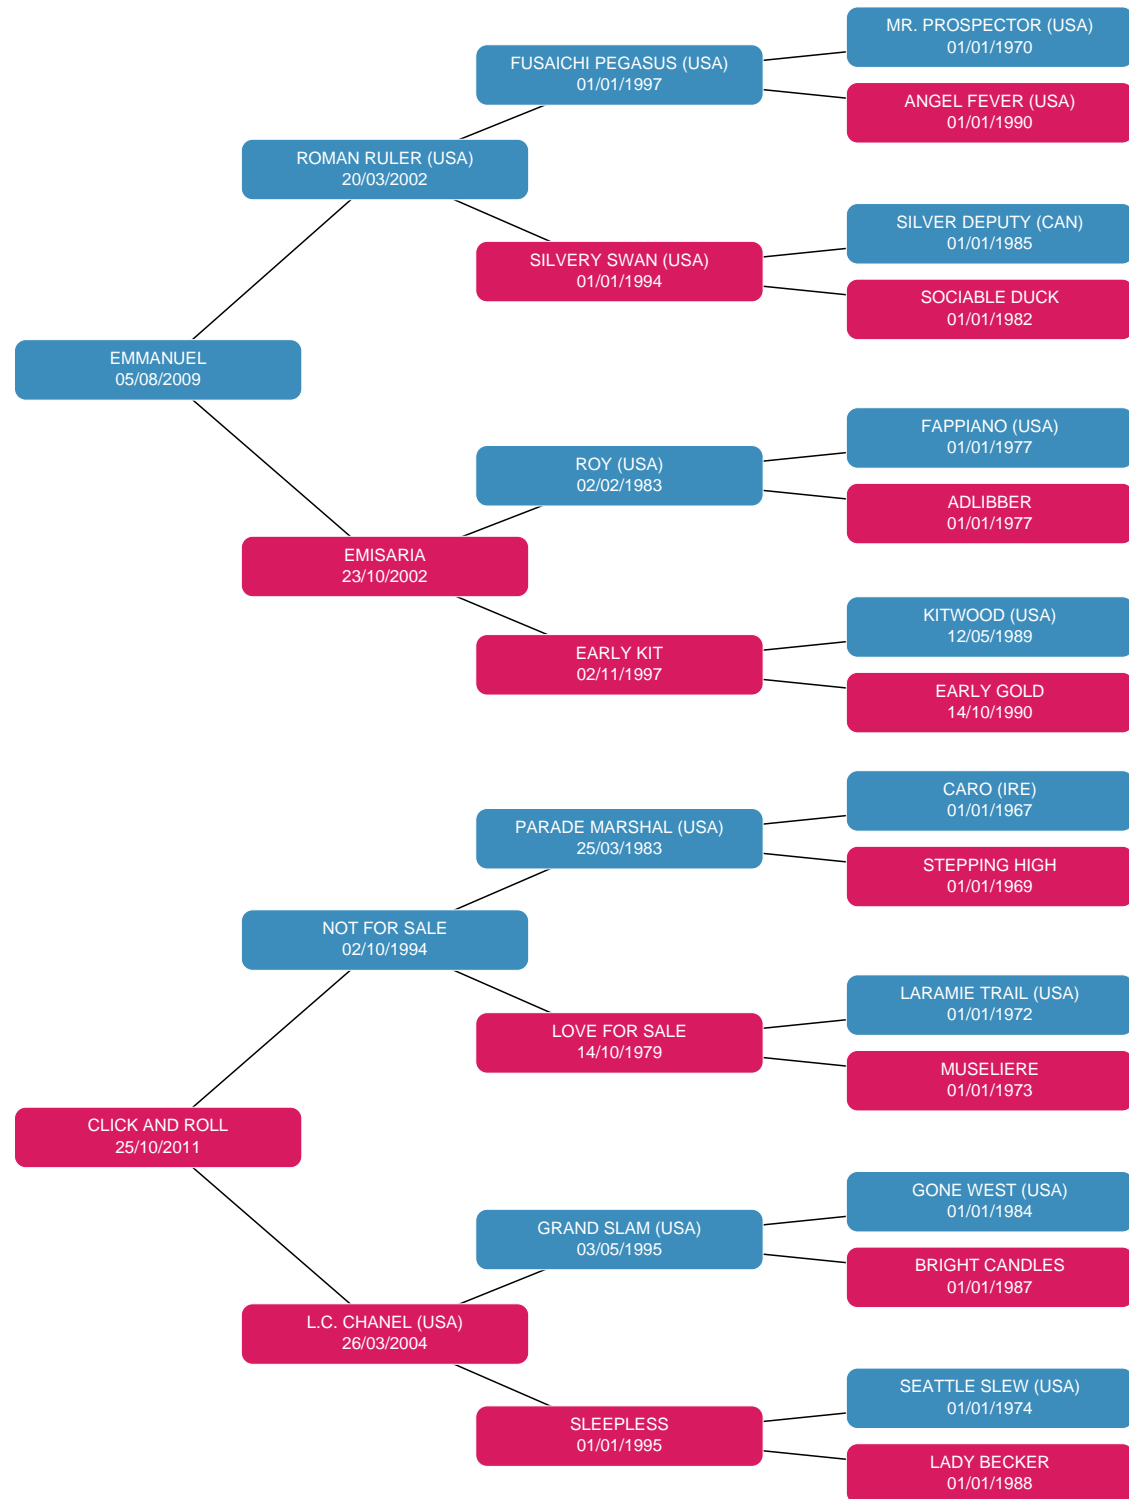 MR. PROSPECTOR (USA)
01/01/1970
FUSAICHI PEGASUS (USA)
01/01/1997
ANGEL FEVER (USA)
01/01/1990
ROMAN RULER (USA)
20/03/2002
SILVER DEPUTY (CAN)
01/01/1985
SILVERY SWAN (USA)
01/01/1994
SOCIABLE DUCK
01/01/1982
EMMANUEL
05/08/2009
FAPPIANO (USA)
01/01/1977
ROY (USA)
02/02/1983
ADLIBBER
01/01/1977
EMISARIA
23/10/2002
KITWOOD (USA)
12/05/1989
EARLY KIT
02/11/1997
EARLY GOLD
14/10/1990
CARO (IRE)
01/01/1967
PARADE MARSHAL (USA)
25/03/1983
STEPPING HIGH
01/01/1969
NOT FOR SALE
02/10/1994
LARAMIE TRAIL (USA)
01/01/1972
LOVE FOR SALE
14/10/1979
MUSELIERE
01/01/1973
CLICK AND ROLL
25/10/2011
GONE WEST (USA)
01/01/1984
GRAND SLAM (USA)
03/05/1995
BRIGHT CANDLES
01/01/1987
L.C. CHANEL (USA)
26/03/2004
SEATTLE SLEW (USA)
01/01/1974
SLEEPLESS
01/01/1995
LADY BECKER
01/01/1988